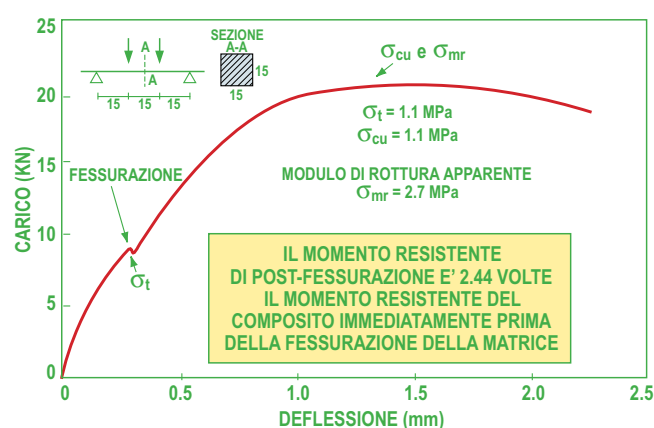 25
20
15
10
5
0
CARICO (KN)
A
A
15
15
15
SEZIONE
A-A
15
15
FESSURAZIONE
σt
σcu e σmr
σt = 1.1 MPa
σcu = 1.1 MPa
MODULO DI ROTTURA APPARENTE
σmr = 2.7 MPa
IL MOMENTO RESISTENTE
DI POST-FESSURAZIONE E' 2.44 VOLTE
IL MOMENTO RESISTENTE DEL
COMPOSITO IMMEDIATAMENTE PRIMA
DELLA FESSURAZIONE DELLA MATRICE
0
0.5
1.0
1.5
2.0
2.5
DEFLESSIONE (mm)